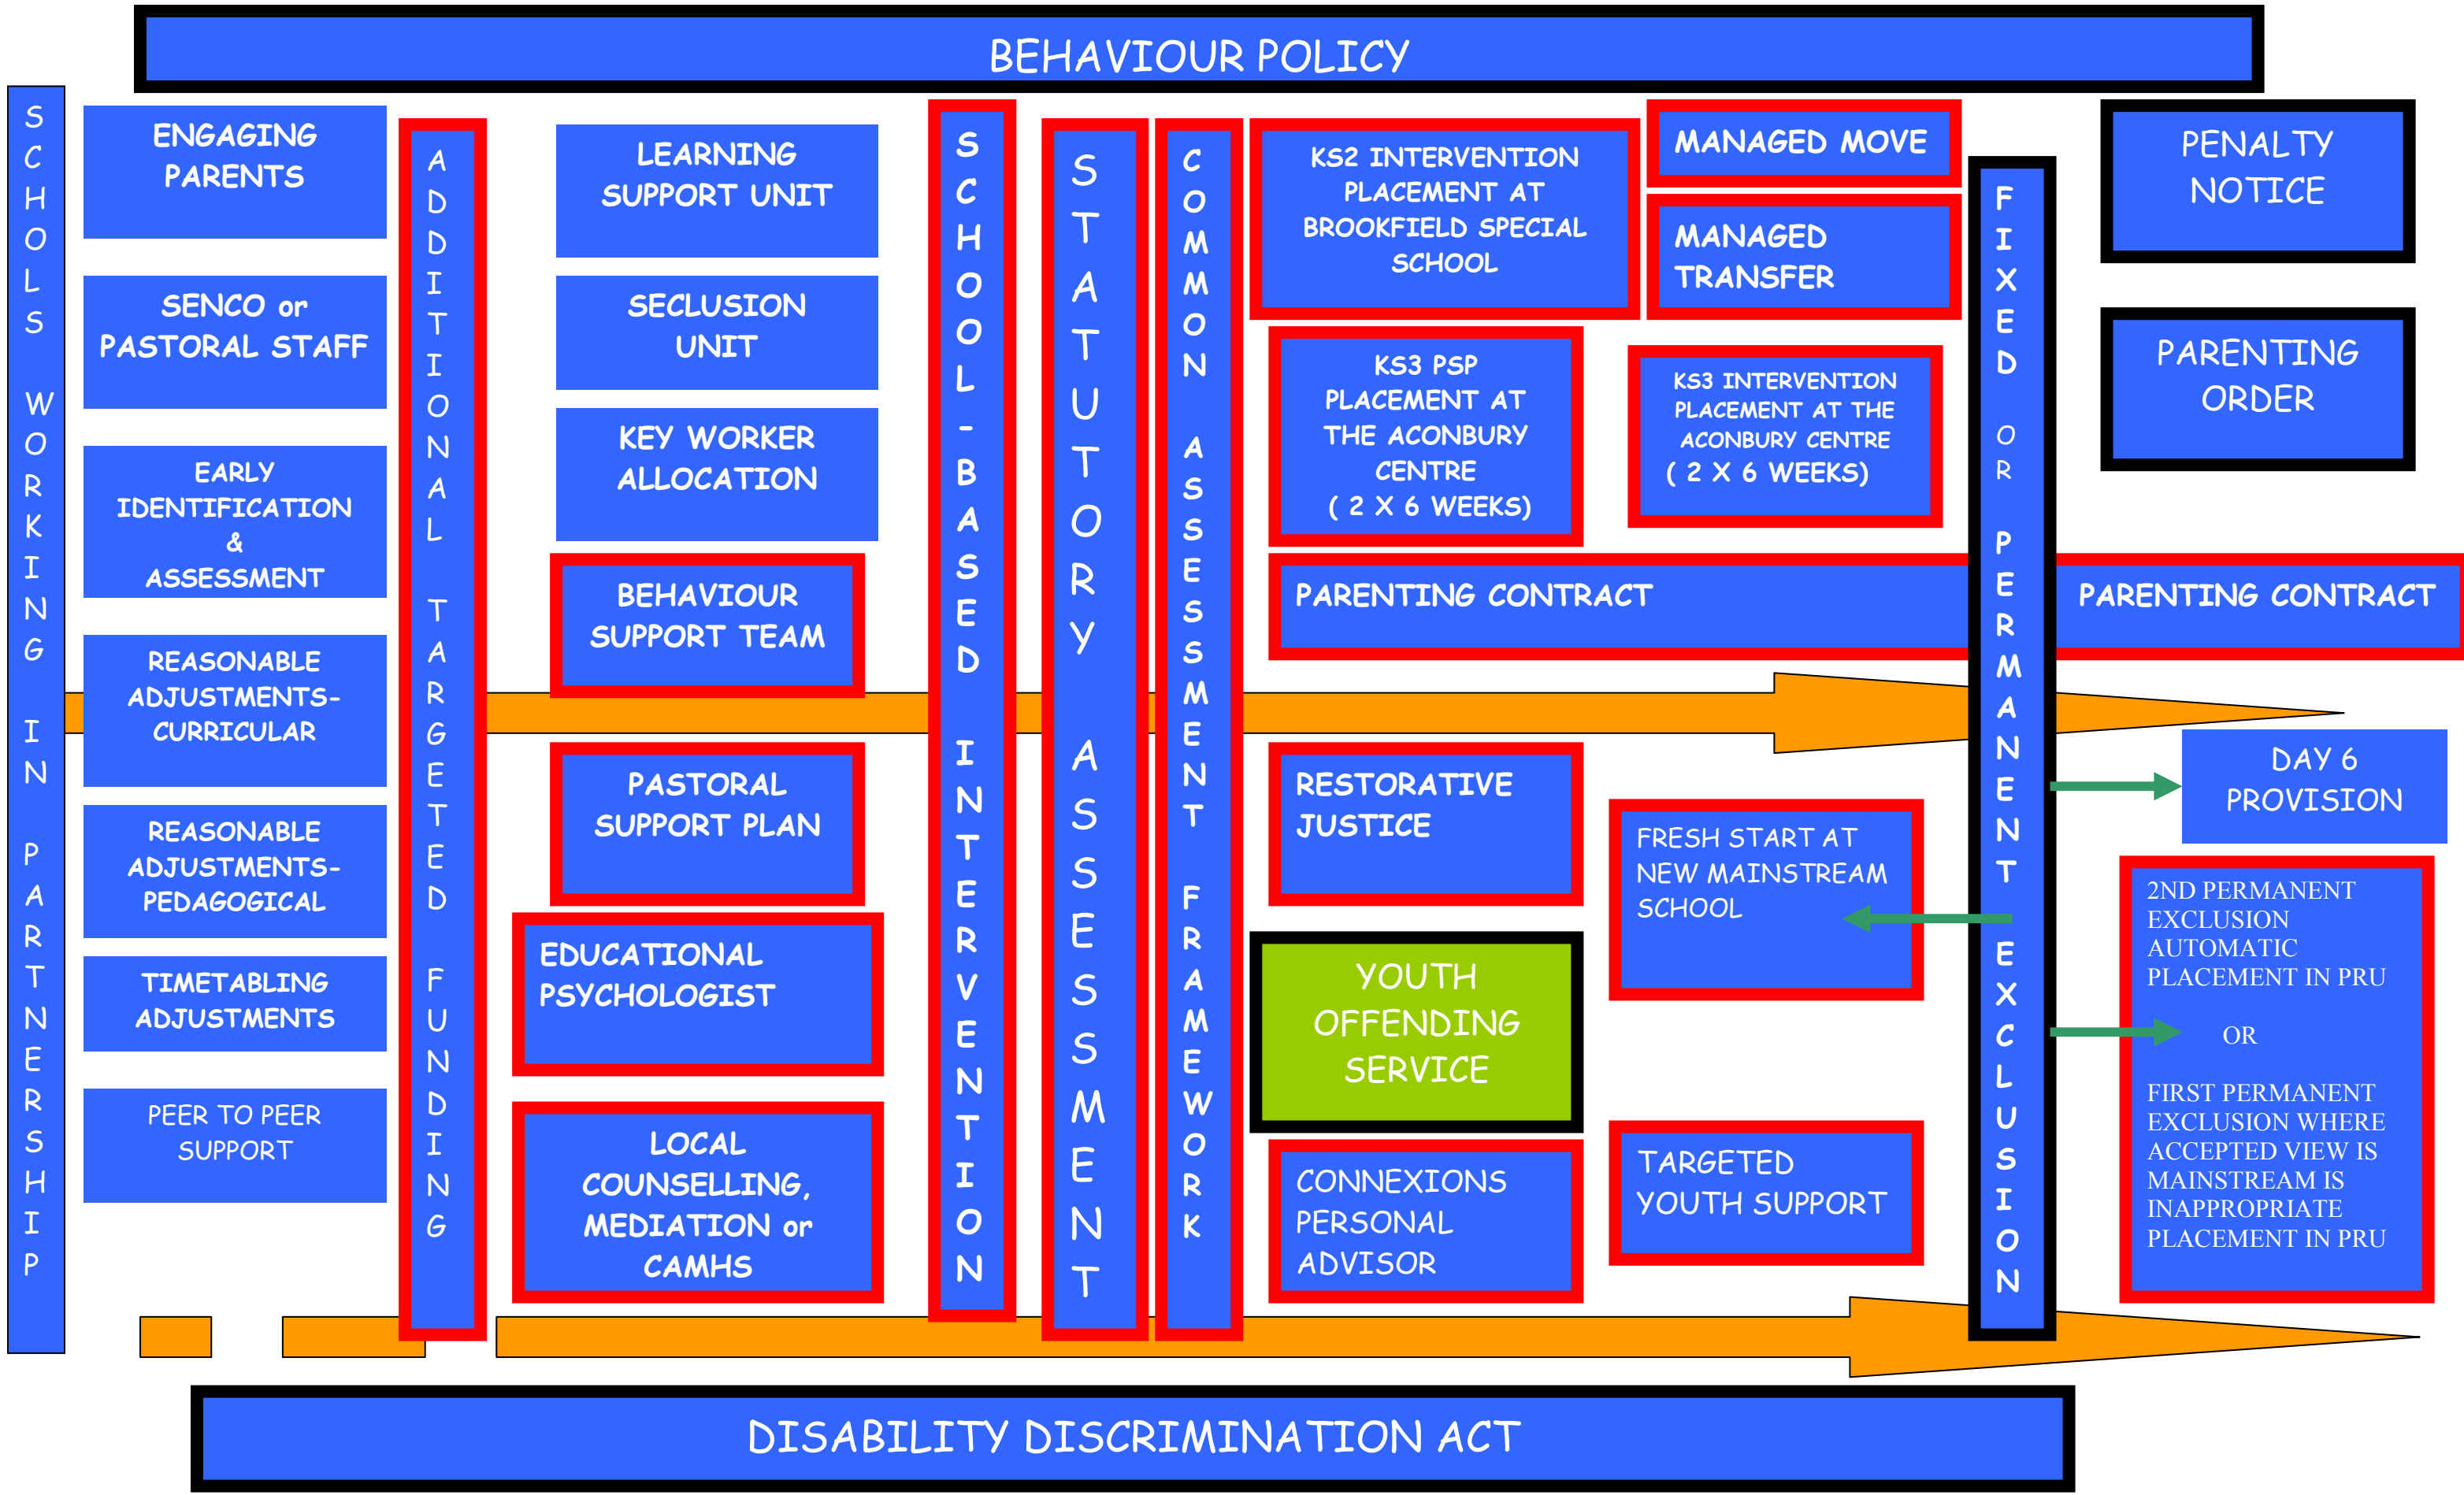 BEHAVIOUR POLICY
SCHOOLS WORKING IN PARTNERSHIP
ENGAGING
PARENTS
SENCO or
PASTORAL STAFF
EARLY
IDENTIFICATION
&
ASSESSMENT
REASONABLE
ADJUSTMENTS-
CURRICULAR
REASONABLE
ADJUSTMENTS-
PEDAGOGICAL
TIMETABLING
ADJUSTMENTS
PEER TO PEER
SUPPORT
ADDITIONAL TARGETED FUNDING
LEARNING
SUPPORT UNIT
SECLUSION
UNIT
KEY WORKER
ALLOCATION
BEHAVIOUR
SUPPORT TEAM
PASTORAL
SUPPORT PLAN
EDUCATIONAL
PSYCHOLOGIST
LOCAL
COUNSELLING,
MEDIATION or
CAMHS
SCHOOL-BASED INTERVENTION
STATUTORY ASSESSMENT
COMMON ASSESSMENT FRAMEWORK
KS2 INTERVENTION
PLACEMENT AT
BROOKFIELD SPECIAL
SCHOOL
MANAGED MOVE
MANAGED
TRANSFER
KS3 PSP
PLACEMENT AT
THE ACONBURY
CENTRE
( 2 X 6 WEEKS)
KS3 INTERVENTION
PLACEMENT AT THE
ACONBURY CENTRE
( 2 X 6 WEEKS)
PARENTING CONTRACT
RESTORATIVE
JUSTICE
FRESH START AT
NEW MAINSTREAM
SCHOOL
YOUTH
OFFENDING
SERVICE
CONNEXIONS
PERSONAL
ADVISOR
TARGETED
YOUTH SUPPORT
FIXED OR PERMANENT EXCLUSION
PENALTY
NOTICE
PARENTING
ORDER
PARENTING CONTRACT
DAY 6
PROVISION
2ND PERMANENT
EXCLUSION
AUTOMATIC
PLACEMENT IN PRU
OR
FIRST PERMANENT
EXCLUSION WHERE
ACCEPTED VIEW IS
MAINSTREAM IS
INAPPROPRIATE
PLACEMENT IN PRU
DISABILITY DISCRIMINATION ACT